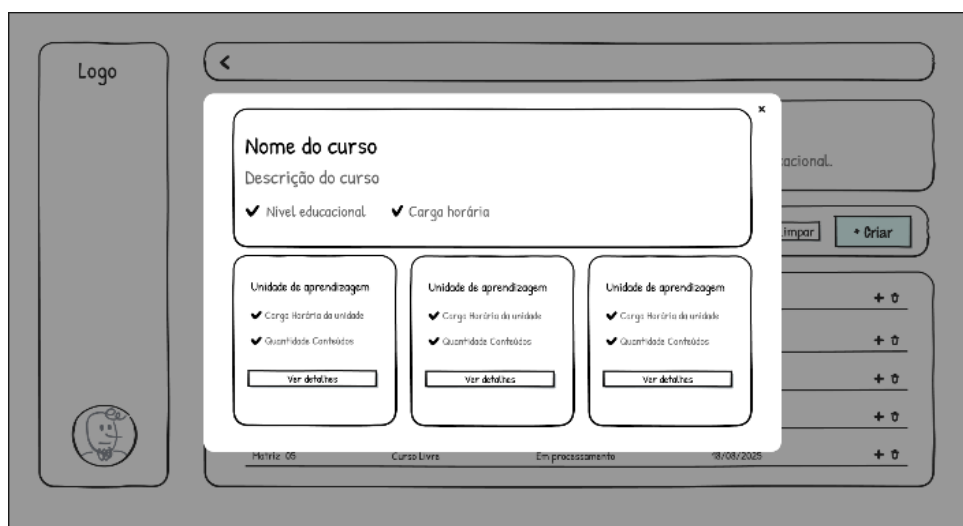 Logo
<
×
Nome do curso
Descrição do curso
✔ Nível educacional ✔ Carga horária
acional.
impar
+ Criar
Unidade de aprendizagem
✔ Carga Horária da unidade
✔ Quantidade Conteúdos
Ver detalhes
Unidade de aprendizagem
✔ Carga Horária da unidade
✔ Quantidade Conteúdos
Ver detalhes
Unidade de aprendizagem
✔ Carga Horária da unidade
✔ Quantidade Conteúdos
Ver detalhes
Matriz 05 Curso Livre Em processamento 18/08/2025